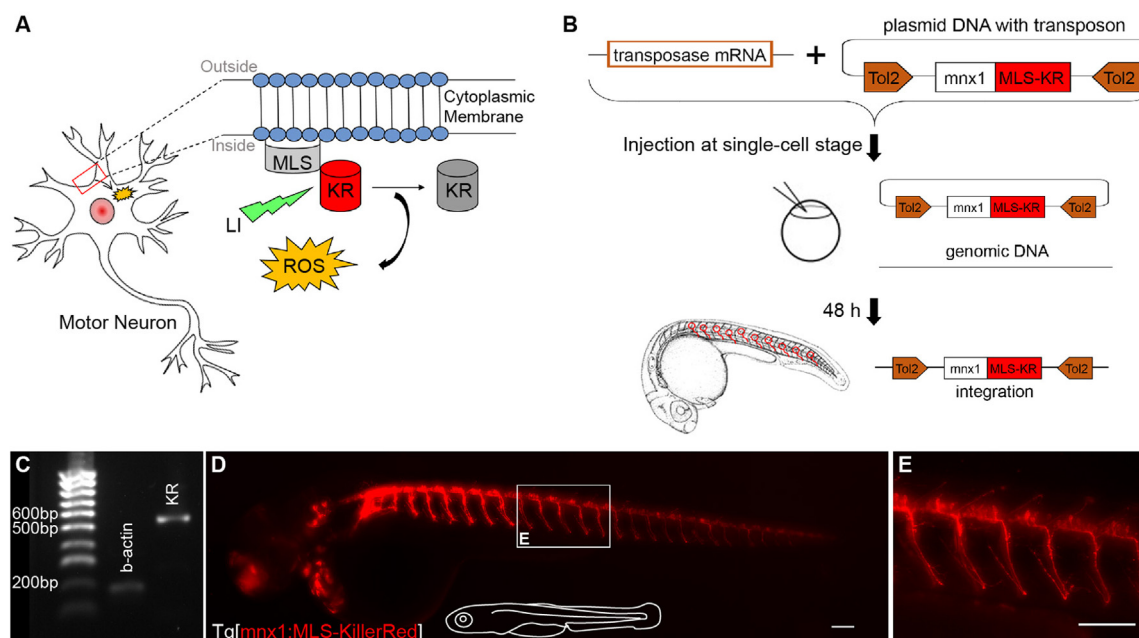 A
Outside
Cytoplasmic
Membrane
Inside
MLS
KR
KR
LI
ROS
Motor Neuron
B
plasmid DNA with transposon
transposase mRNA
+
Tol2
mnx1
MLS-KR
Tol2
Injection at single-cell stage
Tol2
mnx1
MLS-KR
Tol2
genomic DNA
48 h
Tol2
mnx1
MLS-KR
Tol2
integration
C
600bp
500bp
200bp
b-actin
KR
D
E
Tg[mnx1:MLS-KillerRed]
E